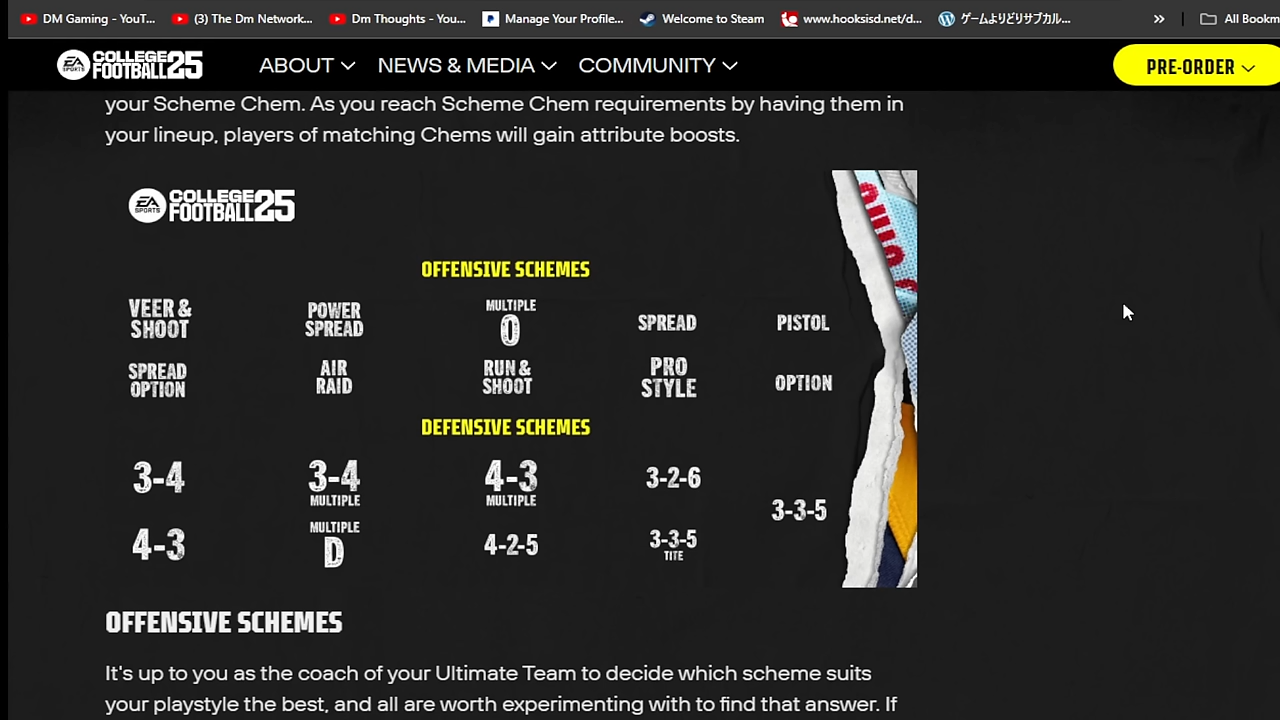 DM Gaming - YouT...
(3) The Dm Network...
Dm Thoughts - You...
Manage Your Profile...
Welcome to Steam
www.hooksisd.net/d...
ゲームよりどりサブカル...
»
All Bookm
EA SPORTS COLLEGE FOOTBALL 25
ABOUT
NEWS & MEDIA
COMMUNITY
PRE-ORDER
your Scheme Chem. As you reach Scheme Chem requirements by having them in
your lineup, players of matching Chems will gain attribute boosts.
EA SPORTS COLLEGE FOOTBALL 25
OFFENSIVE SCHEMES
VEER &
SHOOT
POWER
SPREAD
MULTIPLE
O
SPREAD
PISTOL
SPREAD
OPTION
AIR
RAID
RUN &
SHOOT
PRO
STYLE
OPTION
DEFENSIVE SCHEMES
3-4
3-4
MULTIPLE
4-3
MULTIPLE
3-2-6
3-3-5
4-3
MULTIPLE
D
4-2-5
3-3-5
TITE
OFFENSIVE SCHEMES
It's up to you as the coach of your Ultimate Team to decide which scheme suits
your playstyle the best, and all are worth experimenting with to find that answer. If